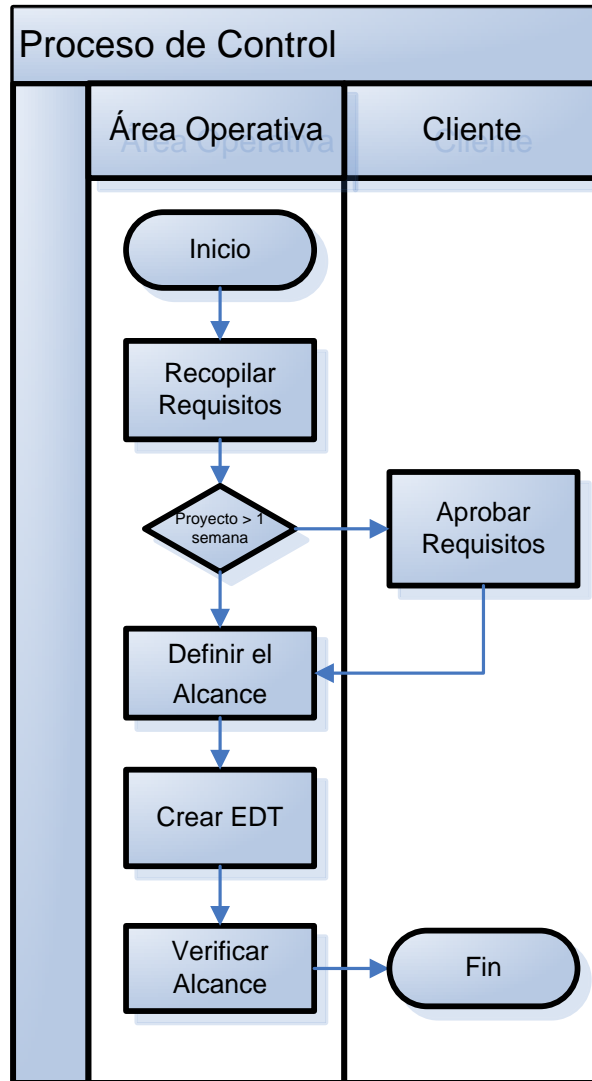 Proceso de Control
Área Operativa
Cliente
Inicio
Recopilar
Requisitos
Proyecto > 1
semana
Aprobar
Requisitos
Definir el
Alcance
Crear EDT
Verificar
Alcance
Fin